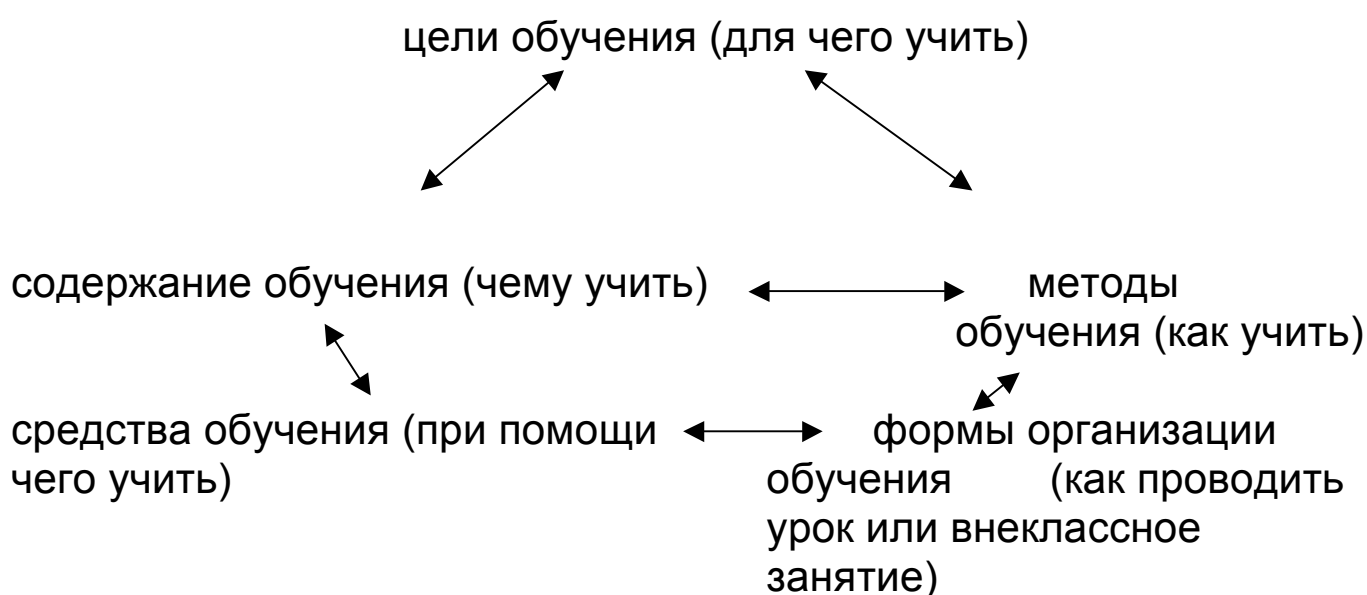 цели обучения (для чего учить)
содержание обучения (чему учить)
методы
обучения (как учить)
средства обучения (при помощи
чего учить)
формы организации
обучения (как проводить
урок или внеклассное
занятие)